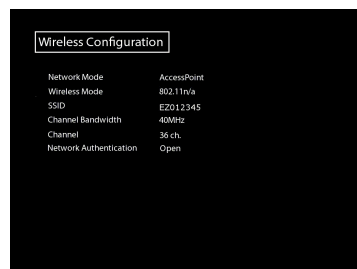 Wireless Configuration
Network Mode AccessPoint
Wireless Mode 802.11n/a
SSID EZ012345
Channel Bandwidth 40MHz
Channel 36 ch.
Network Authentication Open